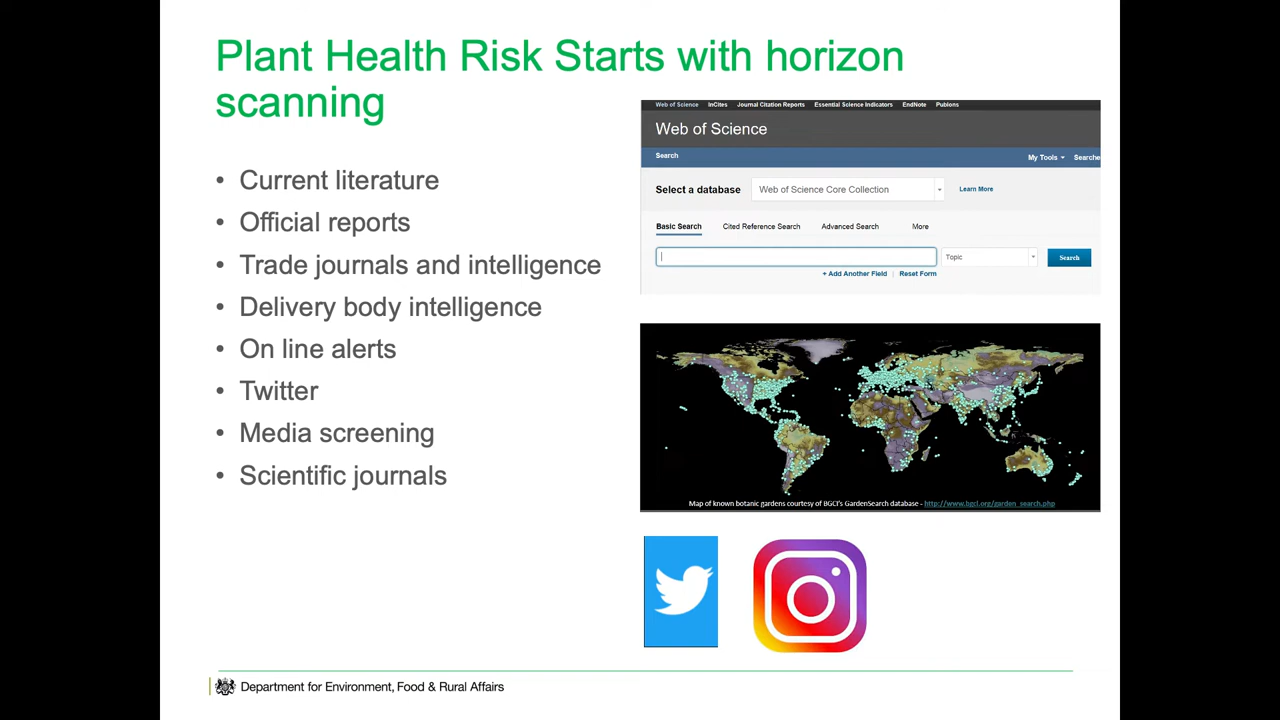 Plant Health Risk Starts with horizon
scanning
• Current literature
• Official reports
• Trade journals and intelligence
• Delivery body intelligence
• On line alerts
• Twitter
• Media screening
• Scientific journals
Web of Science InCites Journal Citation Reports Essential Science Indicators EndNote Publons
Web of Science
Search My Tools Searche
Select a database Web of Science Core Collection Learn More
Basic Search Cited Reference Search Advanced Search More
Topic Search
+ Add Another Field | Reset Form
Map of known botanic gardens courtesy of BGCI's GardenSearch database - http://www.bgci.org/garden_search.php
Department for Environment, Food & Rural Affairs